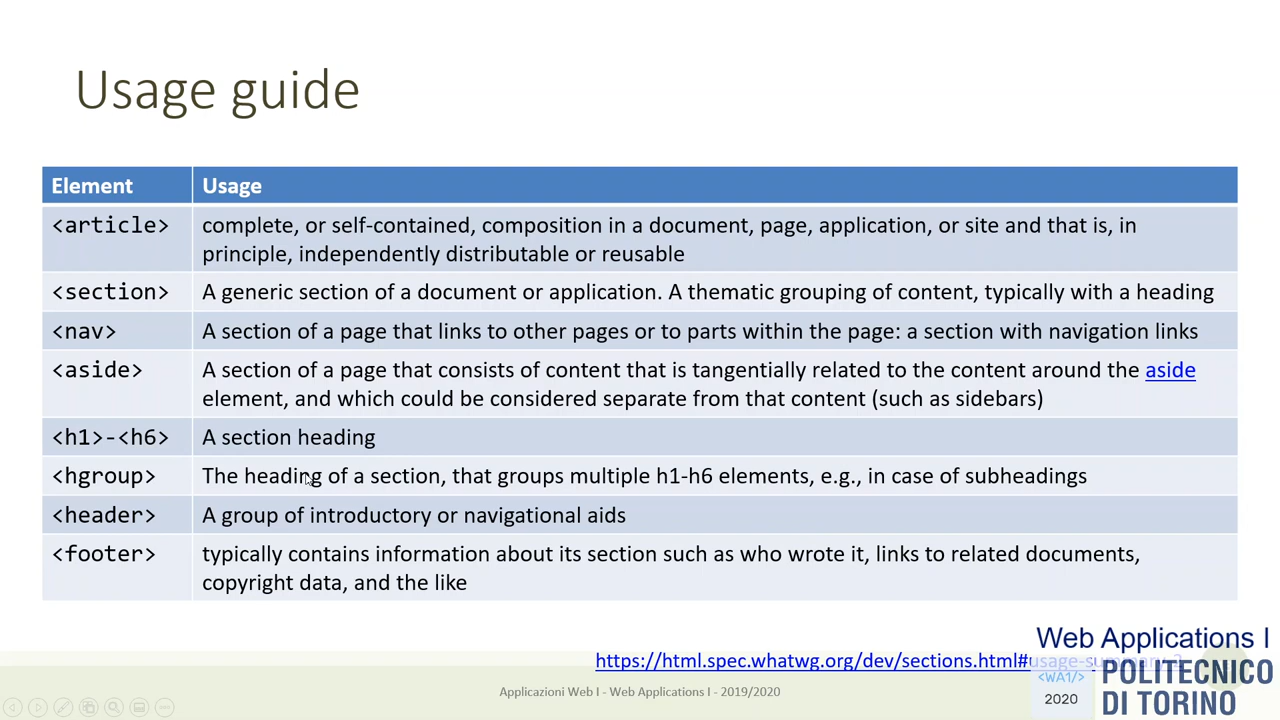 Usage guide
Element Usage
<article> complete, or self-contained, composition in a document, page, application, or site and that is, in
principle, independently distributable or reusable
<section> A generic section of a document or application. A thematic grouping of content, typically with a heading
<nav> A section of a page that links to other pages or to parts within the page: a section with navigation links
<aside> A section of a page that consists of content that is tangentially related to the content around the aside
element, and which could be considered separate from that content (such as sidebars)
<h1>-<h6> A section heading
<hgroup> The heading of a section, that groups multiple h1-h6 elements, e.g., in case of subheadings
<header> A group of introductory or navigational aids
<footer> typically contains information about its section such as who wrote it, links to related documents,
copyright data, and the like
Web Applications I
https://html.spec.whatwg.org/dev/sections.html#usage-summary-2
<WA1/>
2020
POLITECNICO
DI TORINO
Applicazioni Web I - Web Applications I - 2019/2020